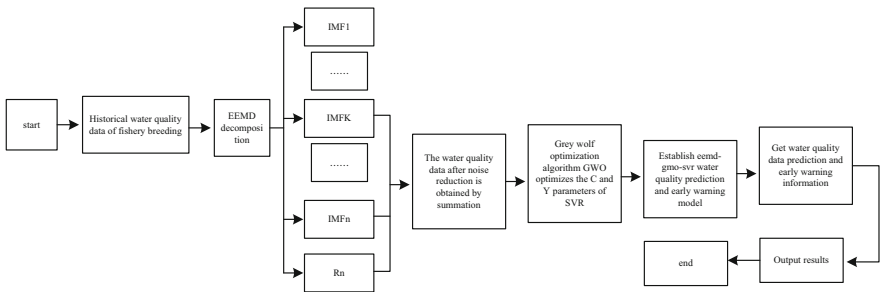 start
Historical water quality
data of fishery breeding
EEMD
decomposi
tion
IMF1
......
IMFK
......
IMFn
Rn
The water quality
data after noise
reduction is
obtained by
summation
Grey wolf
optimization
algorithm GWO
optimizes the C and
Y parameters of
SVR
Establish eemd-
gmo-svr water
quality prediction
and early warning
model
Get water quality
data prediction and
early warning
information
Output results
end